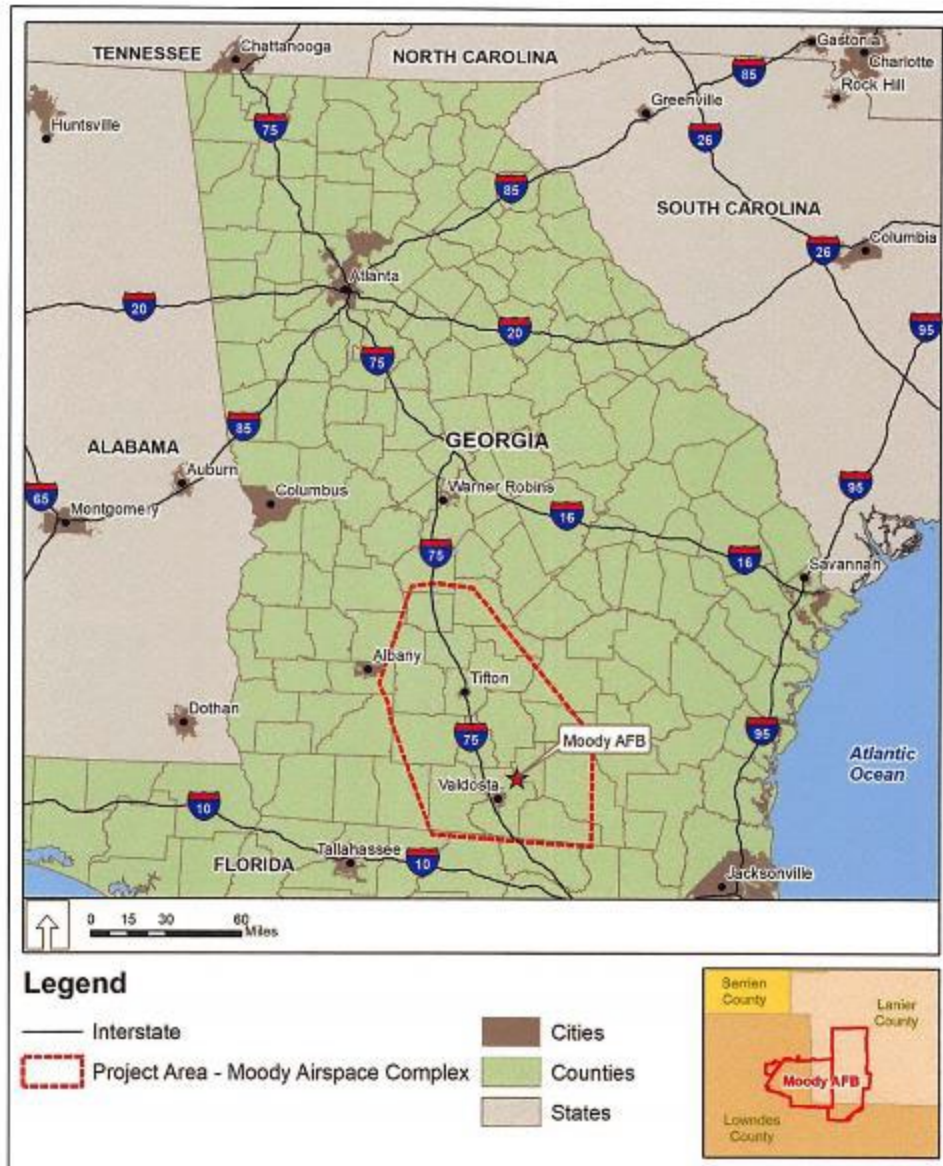 TENNESSEE
Chattanooga
NORTH CAROLINA
Gastonia
Charlotte
85
Rock Hill
Huntsville
75
Greenville
26
85
SOUTH CAROLINA
26
Columbia
Atlanta
20
20
95
75
85
ALABAMA
GEORGIA
Auburn
65
Columbus
Warner Robins
95
Montgomery
16
75
16
Savannah
Albany
Tifton
Dothan
75
Moody AFB
95
Atlantic
Ocean
Valdosta
10
FLORIDA
Tallahassee
10
Jacksonville
0 15 30 60
Miles
Legend
Interstate
Project Area - Moody Airspace Complex
Cities
Counties
States
Berrien
County
Lanier
County
Moody AFB
Lowndes
County